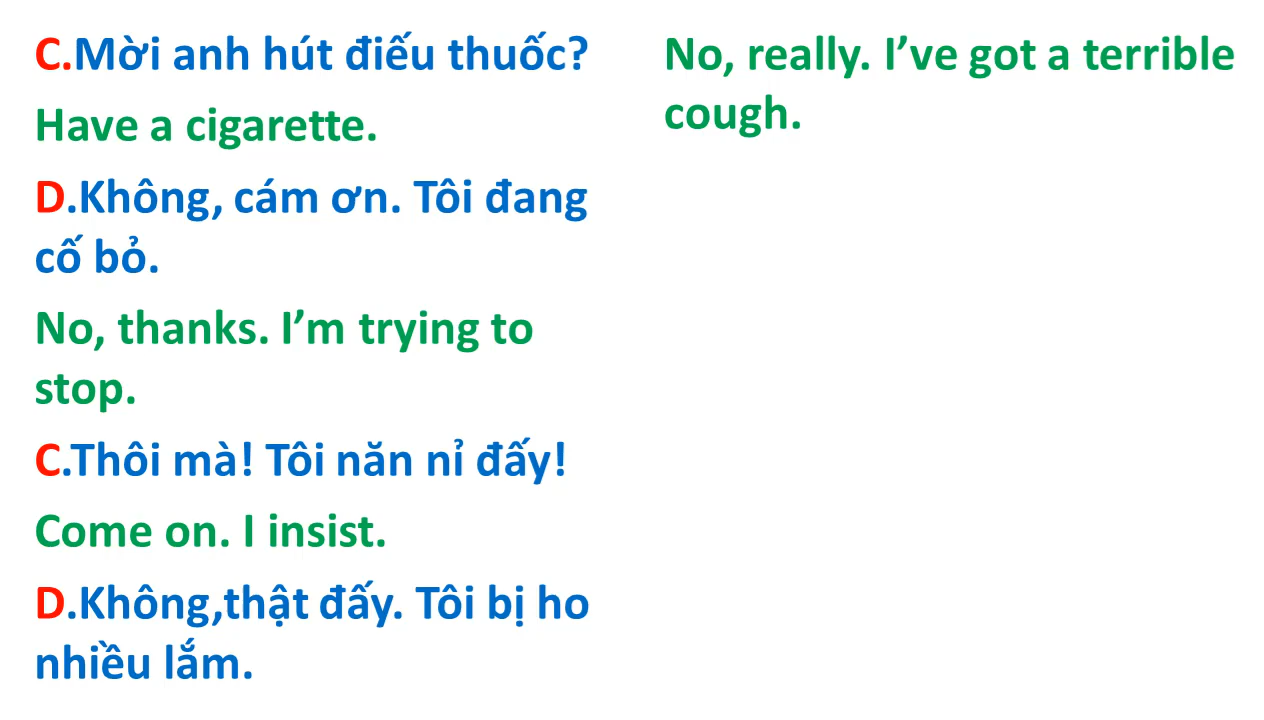 C.Mời anh hút điếu thuốc?
Have a cigarette.
D.Không, cám ơn. Tôi đang
cố bỏ.
No, thanks. I’m trying to
stop.
C.Thôi mà! Tôi năn nỉ đấy!
Come on. I insist.
D.Không,thật đấy. Tôi bị ho
nhiều lắm.
No, really. I’ve got a terrible
cough.